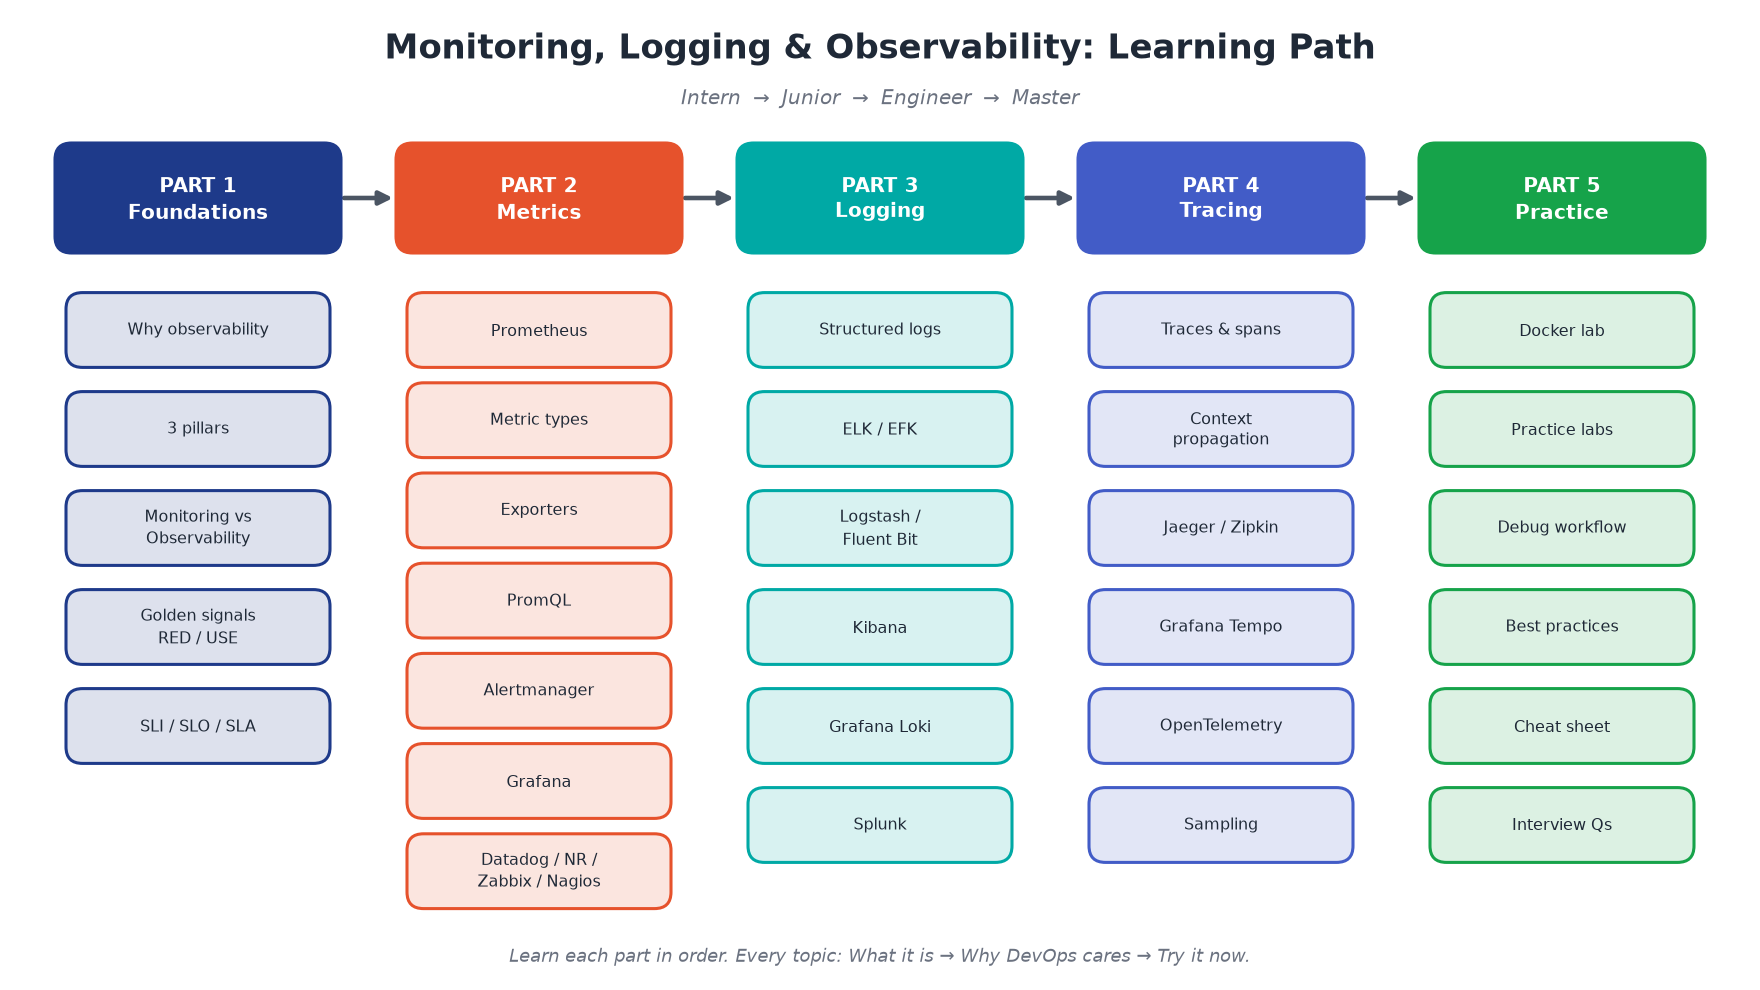 Monitoring, Logging & Observability: Learning Path
Intern → Junior → Engineer → Master
PART 1
Foundations
Why observability
3 pillars
Monitoring vs
Observability
Golden signals
RED / USE
SLI / SLO / SLA
PART 2
Metrics
Prometheus
Metric types
Exporters
PromQL
Alertmanager
Grafana
Datadog / NR /
Zabbix / Nagios
PART 3
Logging
Structured logs
ELK / EFK
Logstash /
Fluent Bit
Kibana
Grafana Loki
Splunk
PART 4
Tracing
Traces & spans
Context
propagation
Jaeger / Zipkin
Grafana Tempo
OpenTelemetry
Sampling
PART 5
Practice
Docker lab
Practice labs
Debug workflow
Best practices
Cheat sheet
Interview Qs
Learn each part in order. Every topic: What it is → Why DevOps cares → Try it now.